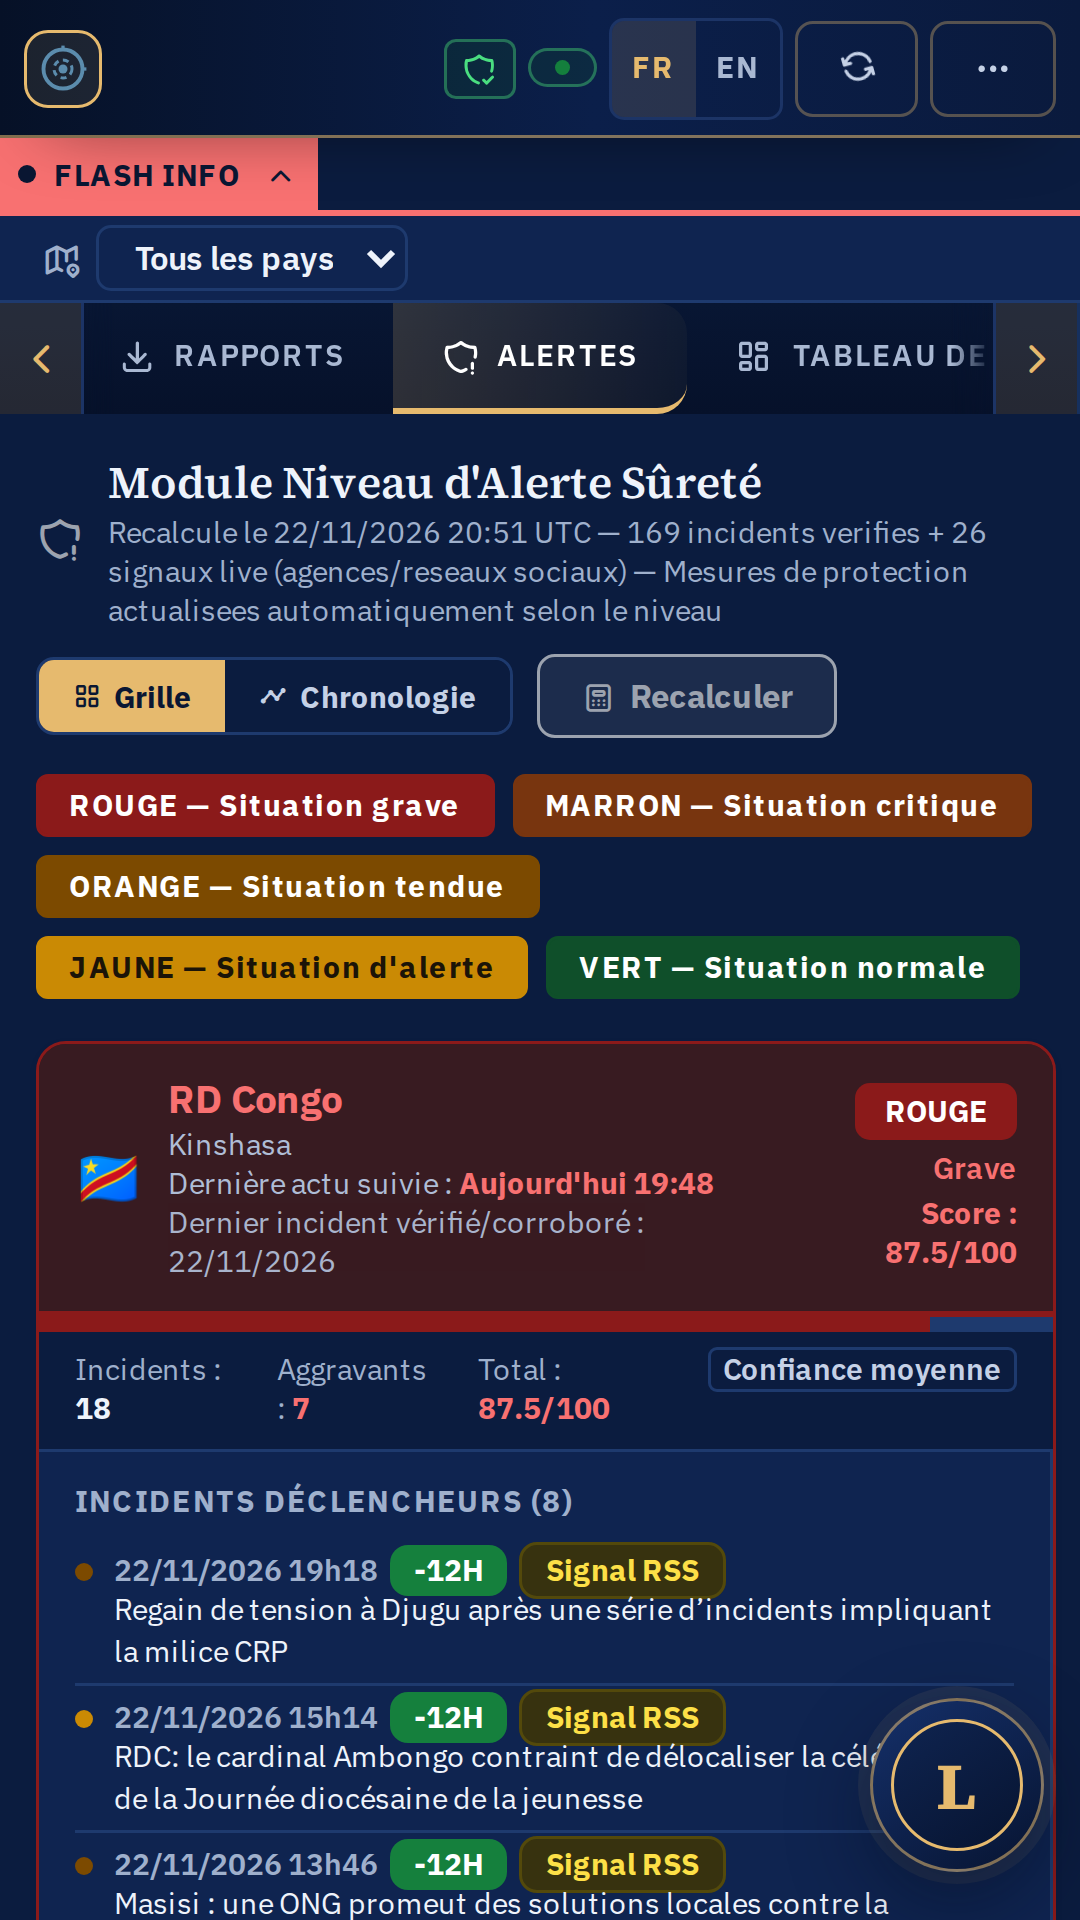 FR
EN
FLASH INFO
Tous les pays
RAPPORTS
ALERTES
TABLEAU DE
Module Niveau d'Alerte Sûreté
Recalcule le 22/11/2026 20:51 UTC — 169 incidents verifies + 26
signaux live (agences/reseaux sociaux) — Mesures de protection
actualisees automatiquement selon le niveau
Grille
Chronologie
Recalculer
ROUGE — Situation grave
MARRON — Situation critique
ORANGE — Situation tendue
JAUNE — Situation d'alerte
VERT — Situation normale
RD Congo
Kinshasa
Dernière actu suivie : Aujourd'hui 19:48
Dernier incident vérifié/corroboré :
22/11/2026
ROUGE
Grave
Score :
87.5/100
Incidents :
18
Aggravants
: 7
Total :
87.5/100
Confiance moyenne
INCIDENTS DÉCLENCHEURS (8)
22/11/2026 19h18 -12H Signal RSS
Regain de tension à Djugu après une série d’incidents impliquant
la milice CRP
22/11/2026 15h14 -12H Signal RSS
RDC: le cardinal Ambongo contraint de délocaliser la
de la Journée diocésaine de la jeunesse
L
22/11/2026 13h46 -12H Signal RSS
Masisi : une ONG promeut des solutions locales contre la